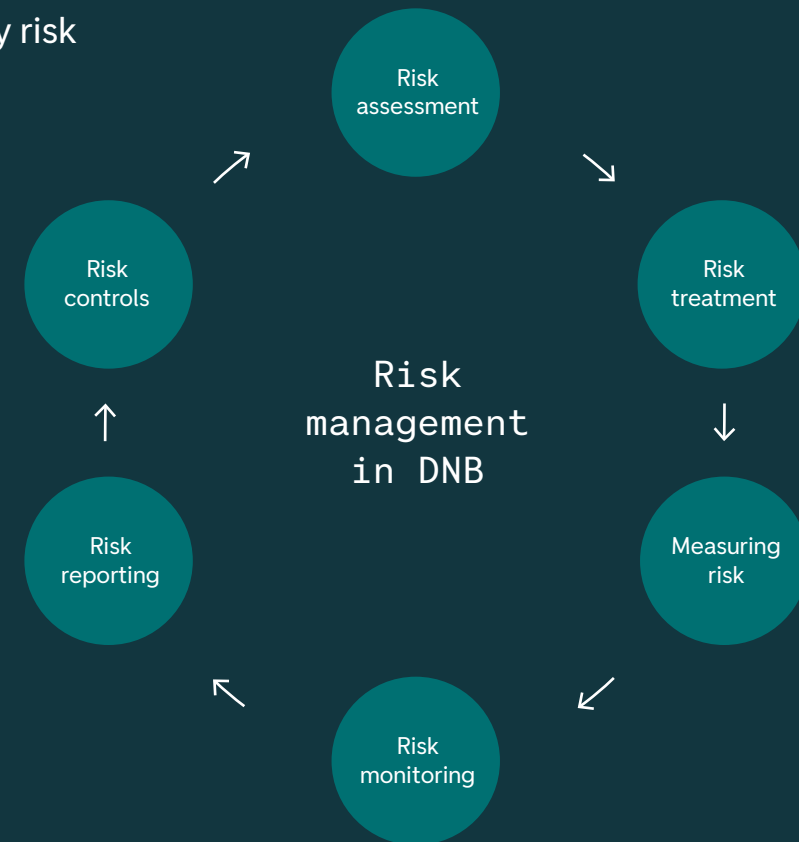 y risk
Risk
assessment
Risk
controls
Risk
treatment
Risk
management
in DNB
Risk
reporting
Measuring
risk
Risk
monitoring